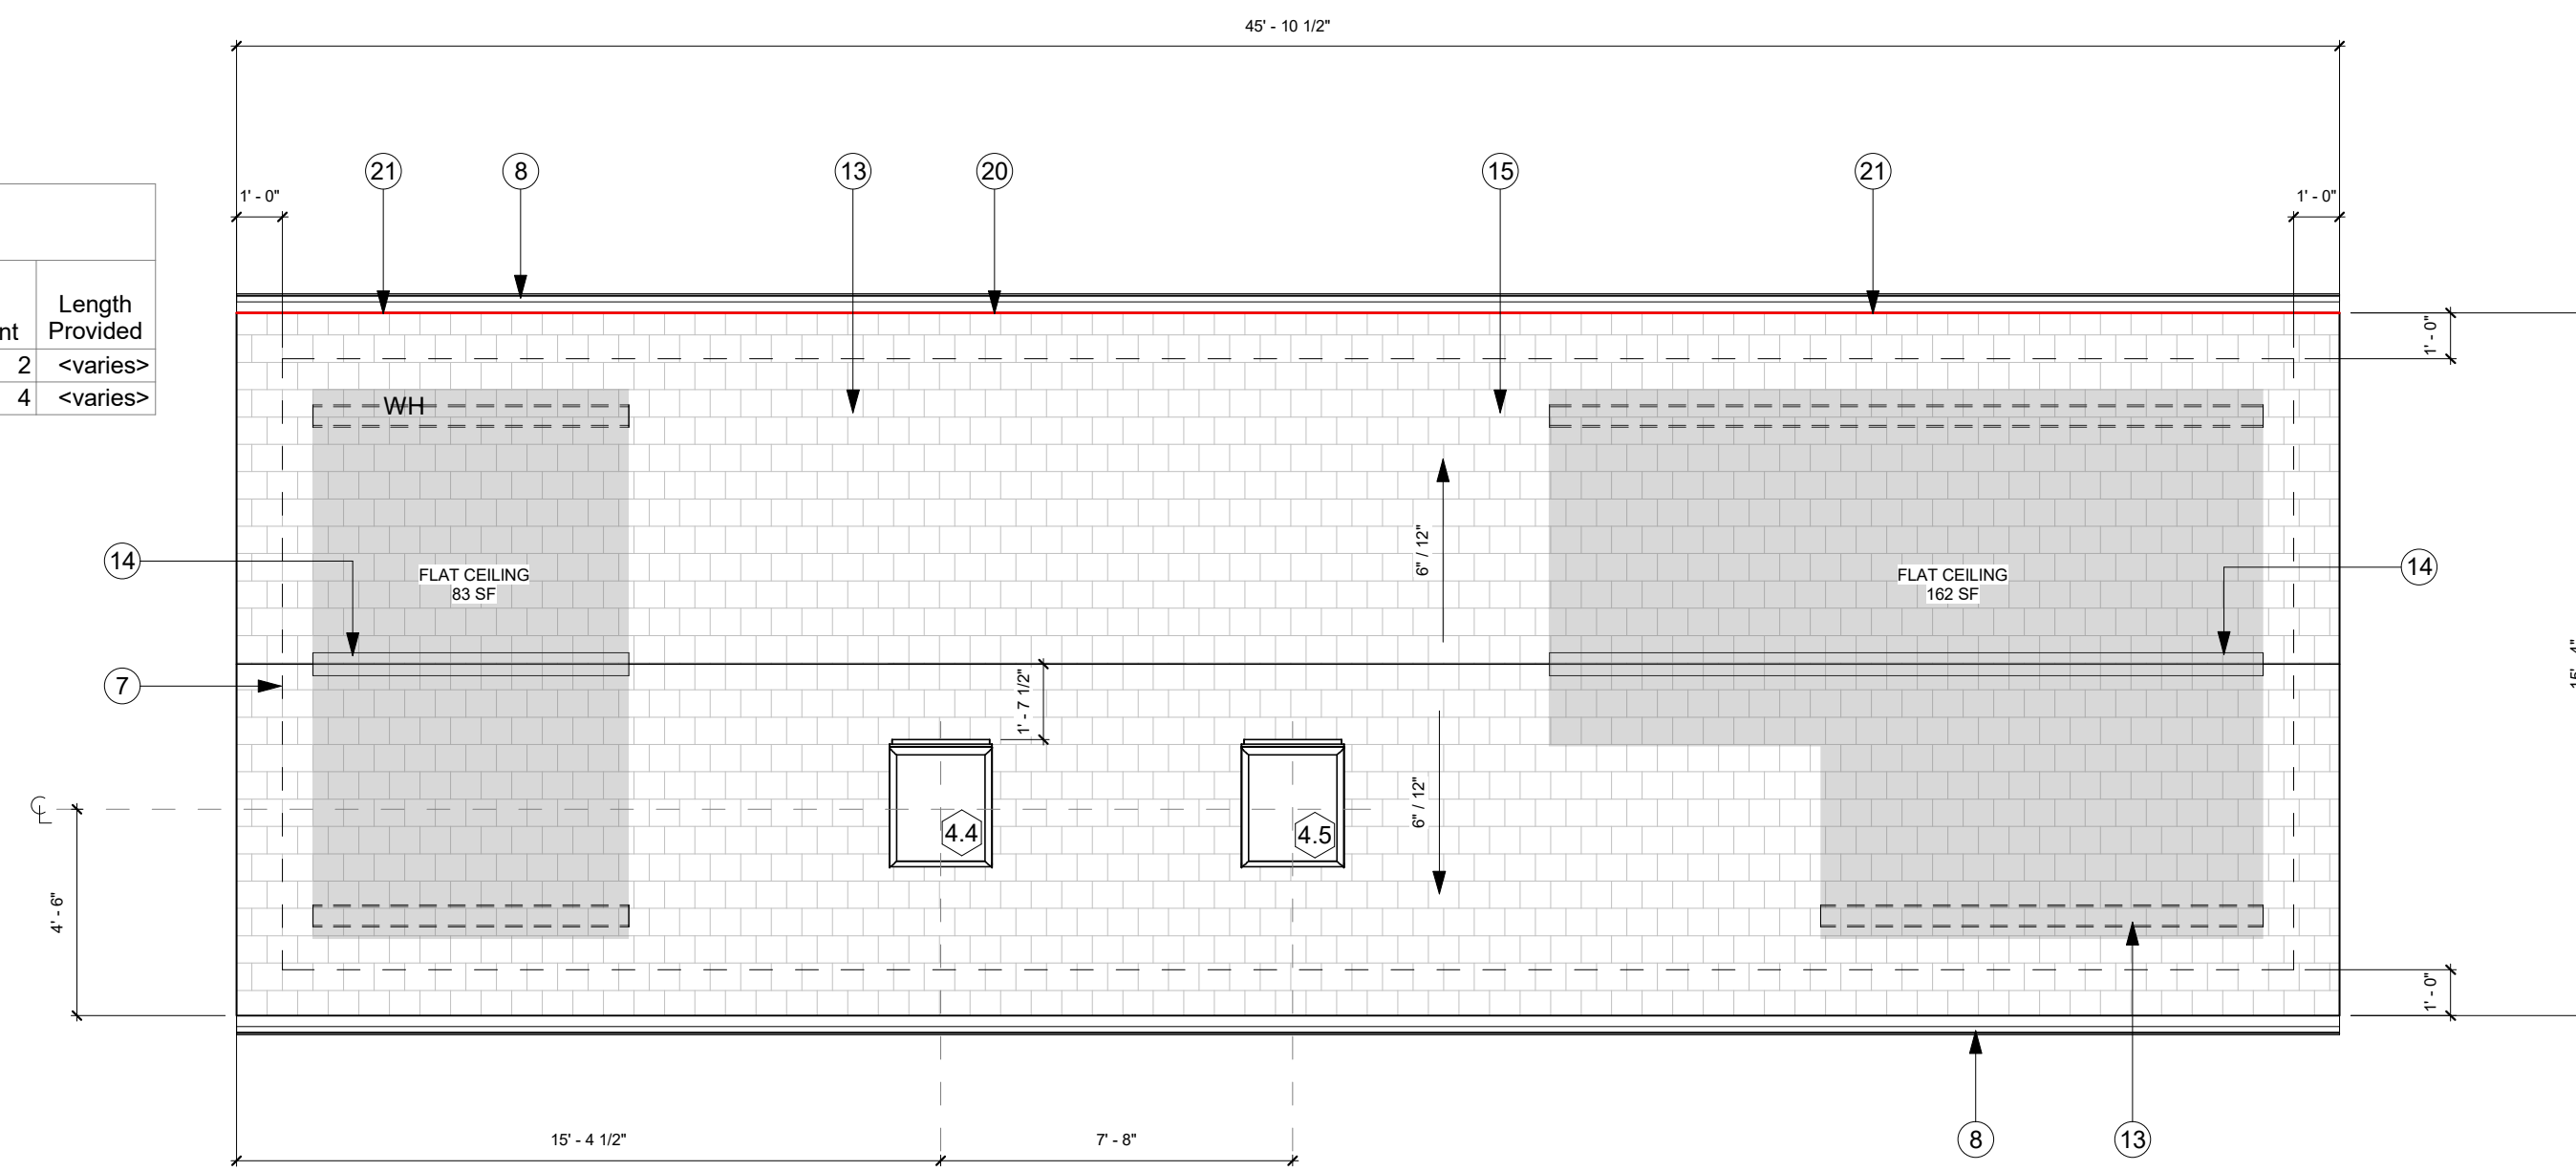 45' - 10 1/2"
21
8
13
20
15
21
1' - 0"
1' - 0"
Length
Provided
nt
2 <varies>
4 <varies>
1' - 0"
WH
14
FLAT CEILING
83 SF
6" / 12"
FLAT CEILING
162 SF
14
7
1' - 7 1/2"
15' - 4"
4.4
4.5
6" / 12"
4' - 6"
1' - 0"
15' - 4 1/2"
7' - 8"
8
13